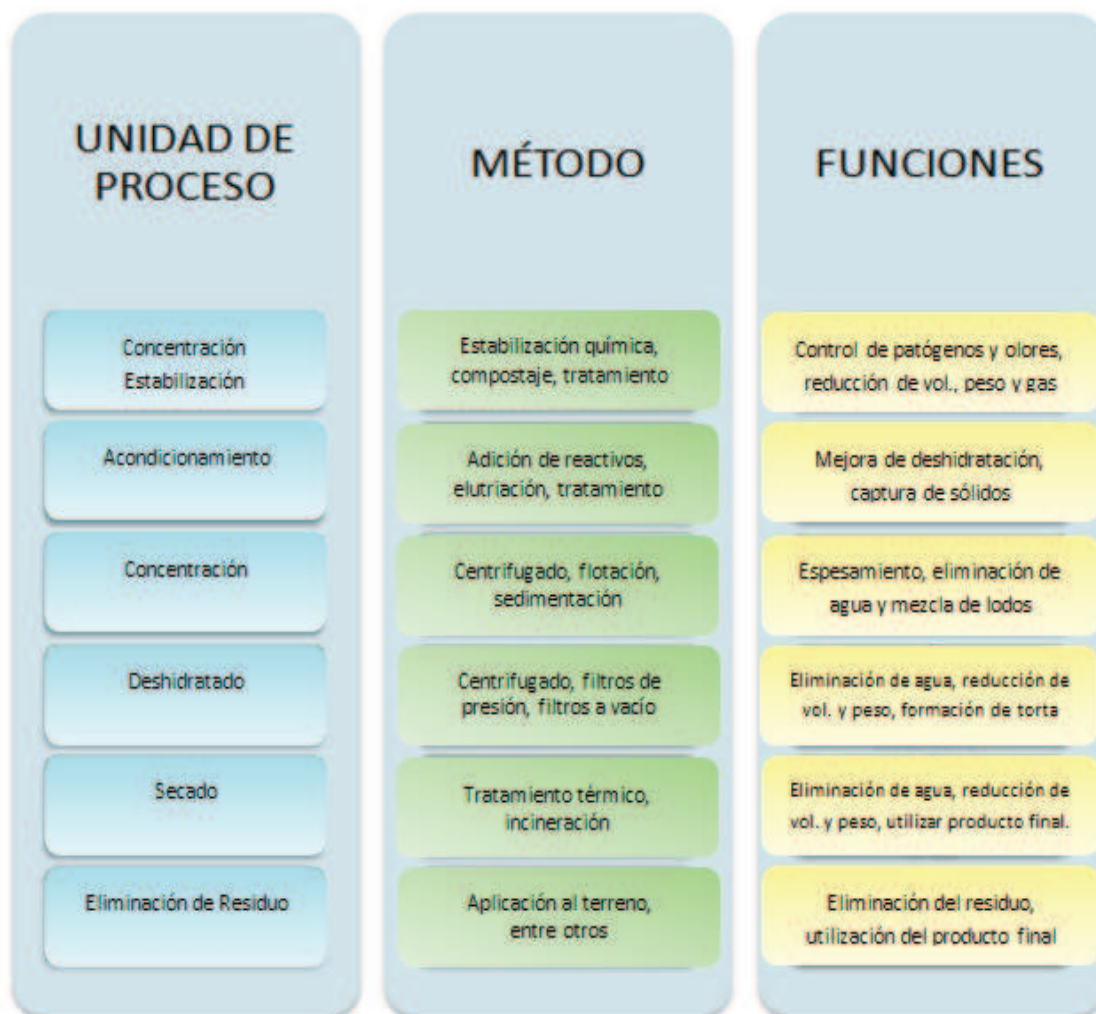 UNIDAD DE
PROCESO
MÉTODO
FUNCIONES
Concentración
Estabilización
Estabilización química,
compostaje, tratamiento
Control de patógenos y olores,
reducción de vol., peso y gas
Acondicionamiento
Adición de reactivos,
elutriación, tratamiento
Mejora de deshidratación,
captura de sólidos
Concentración
Centrifugado, flotación,
sedimentación
Espesamiento, eliminación de
agua y mezcla de lodos
Deshidratado
Centrifugado, filtros de
presión, filtros a vacío
Eliminación de agua, reducción de
vol. y peso, formación de torta
Secado
Tratamiento térmico,
incineración
Eliminación de agua, reducción de
vol. y peso, utilizar producto final.
Eliminación de Residuo
Aplicación al terreno,
entre otros
Eliminación del residuo,
utilización del producto final